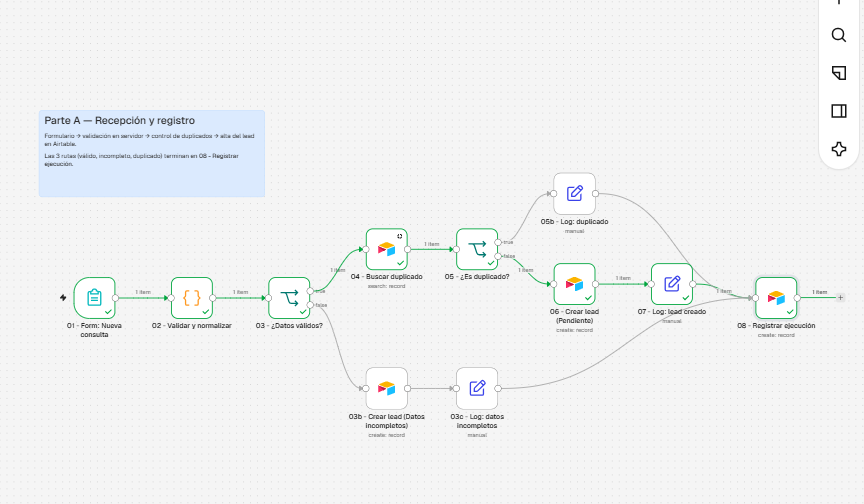 Parte A — Recepción y registro
Formulario → validación en servidor → control de duplicados → alta del lead
en Airtable.
Las 3 rutas (válido, incompleto, duplicado) terminan en 08 - Registrar
ejecución.
05b - Log: duplicado
manual
1 item
true
false
04 - Buscar duplicado
search: record
05 - ¿Es duplicado?
1 item
1 item
1 item
1 item
true
false
1 item
1 item
1 item
01 - Form: Nueva
consulta
02 - Validar y normalizar
03 - ¿Datos válidos?
06 - Crear lead
(Pendiente)
create: record
07 - Log: lead creado
manual
08 - Registrar ejecución
create: record
03b - Crear lead (Datos
incompletos)
create: record
03c - Log: datos
incompletos
manual